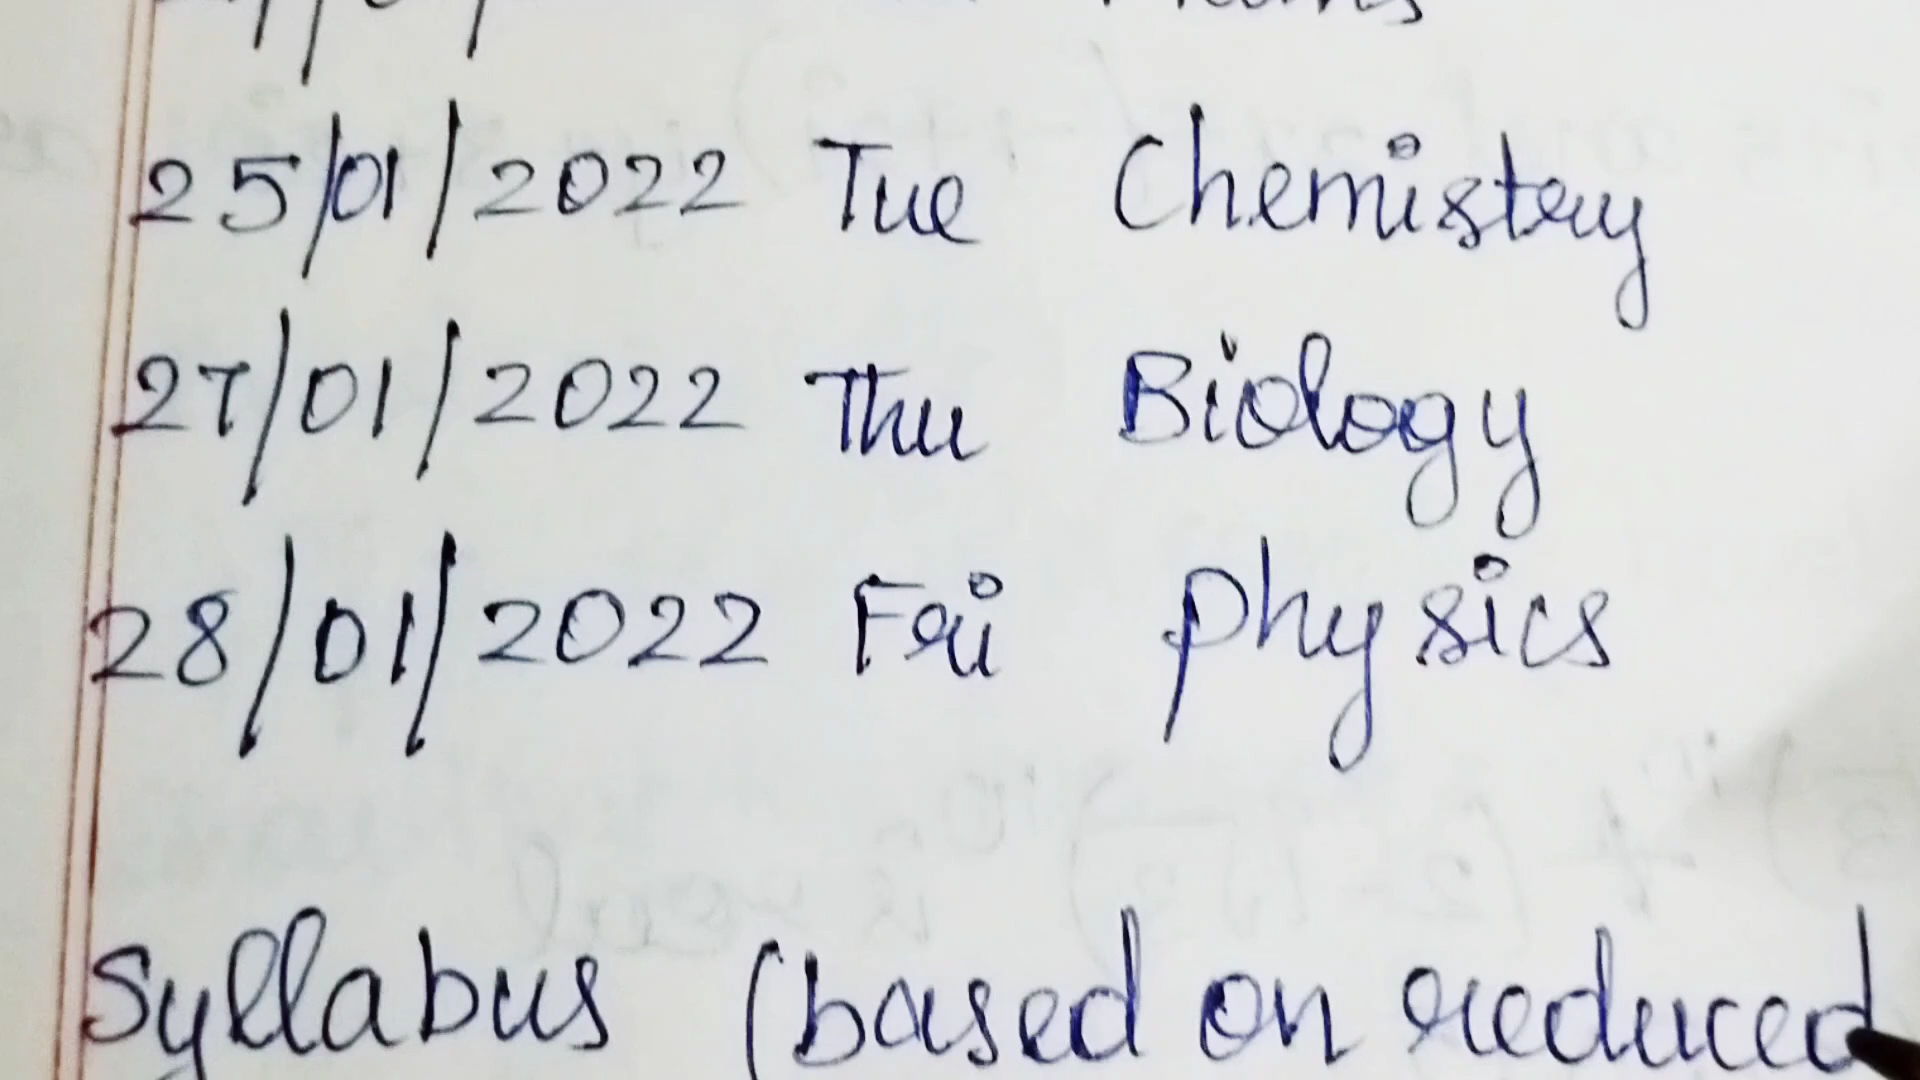 Maths
25/01/2022 Tue Chemistry
27/01/2022 Thu Biology
28/01/2022 Fri Physics
Syllabus (based on reduced